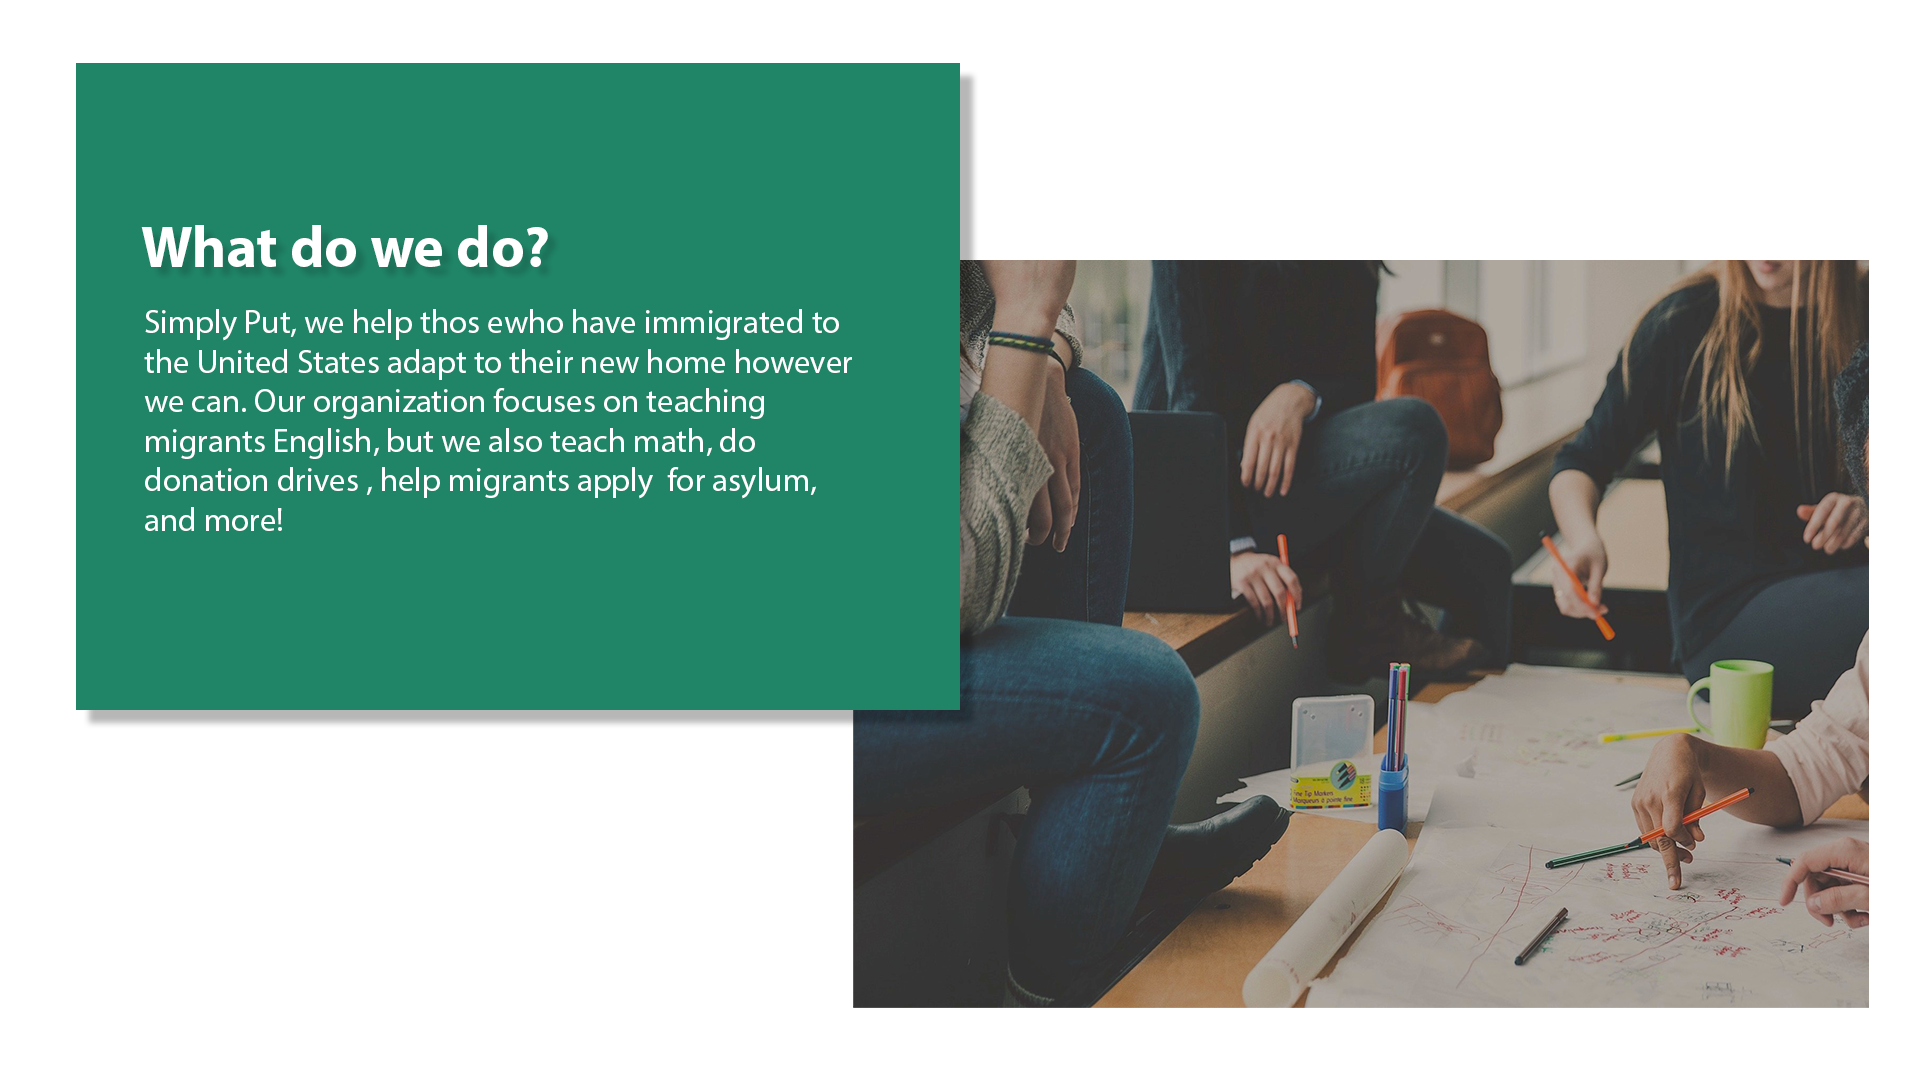 What do we do?
Simply Put, we help thos ewho have immigrated to
the United States adapt to their new home however
we can. Our organization focuses on teaching
migrants English, but we also teach math, do
donation drives , help migrants apply  for asylum,
and more!
Fine Tip Markers
Marqueurs à pointe fine